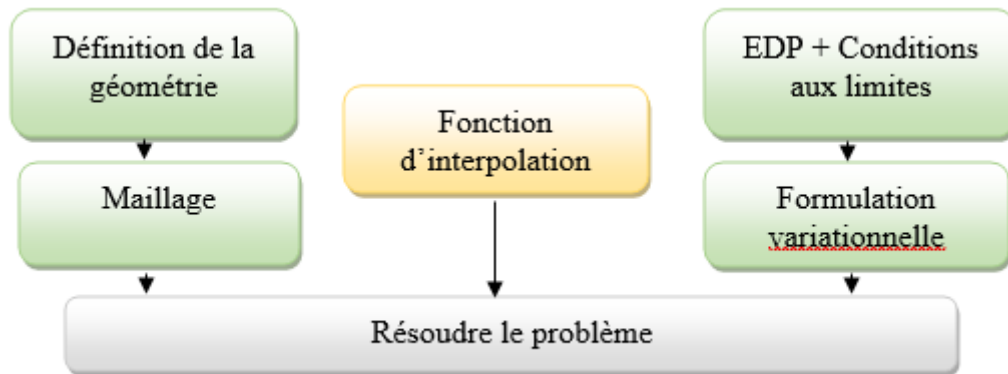 Définition de la
géométrie
Maillage
Fonction
d’interpolation
EDP + Conditions
aux limites
Formulation
variationnelle
Résoudre le problème